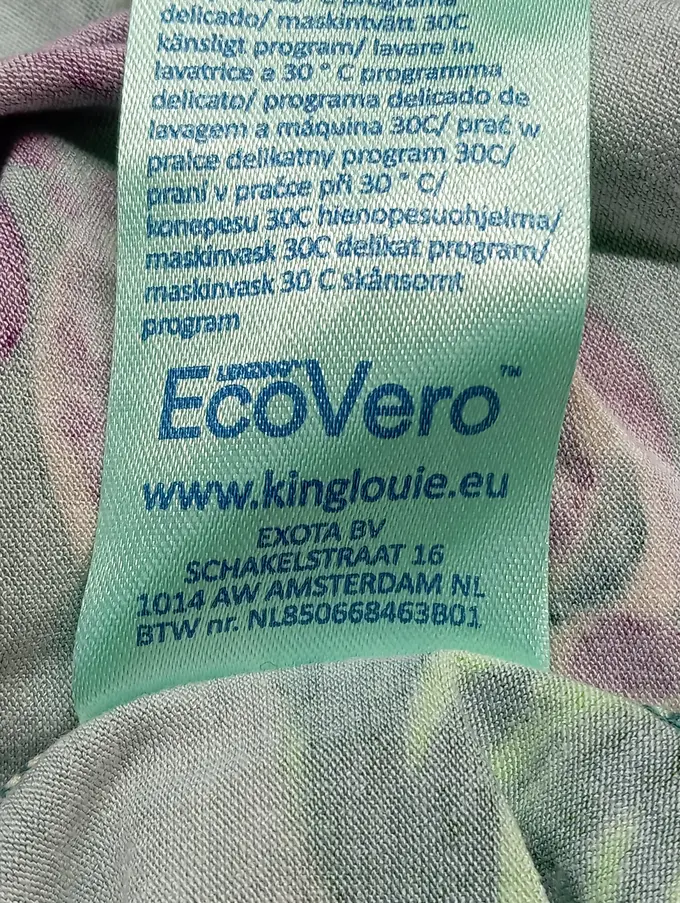 delicado/ maskintvätt 30C
känsligt program/ lavare in
lavatrice a 30 ° C programma
delicato/ programa delicado de
lavagem a máquina 30C/ prać w
pralce delikatny program 30C/
praní v pračce při 30 ° C/
konepesu 30C hienopesuohjelma/
maskinvask 30C delikat program/
maskinvask 30 C skånsomt
program
LENZING™
EcoVero™
www.kinglouie.eu
EXOTA BV
SCHAKELSTRAAT 16
1014 AW AMSTERDAM NL
BTW nr. NL850668463B01